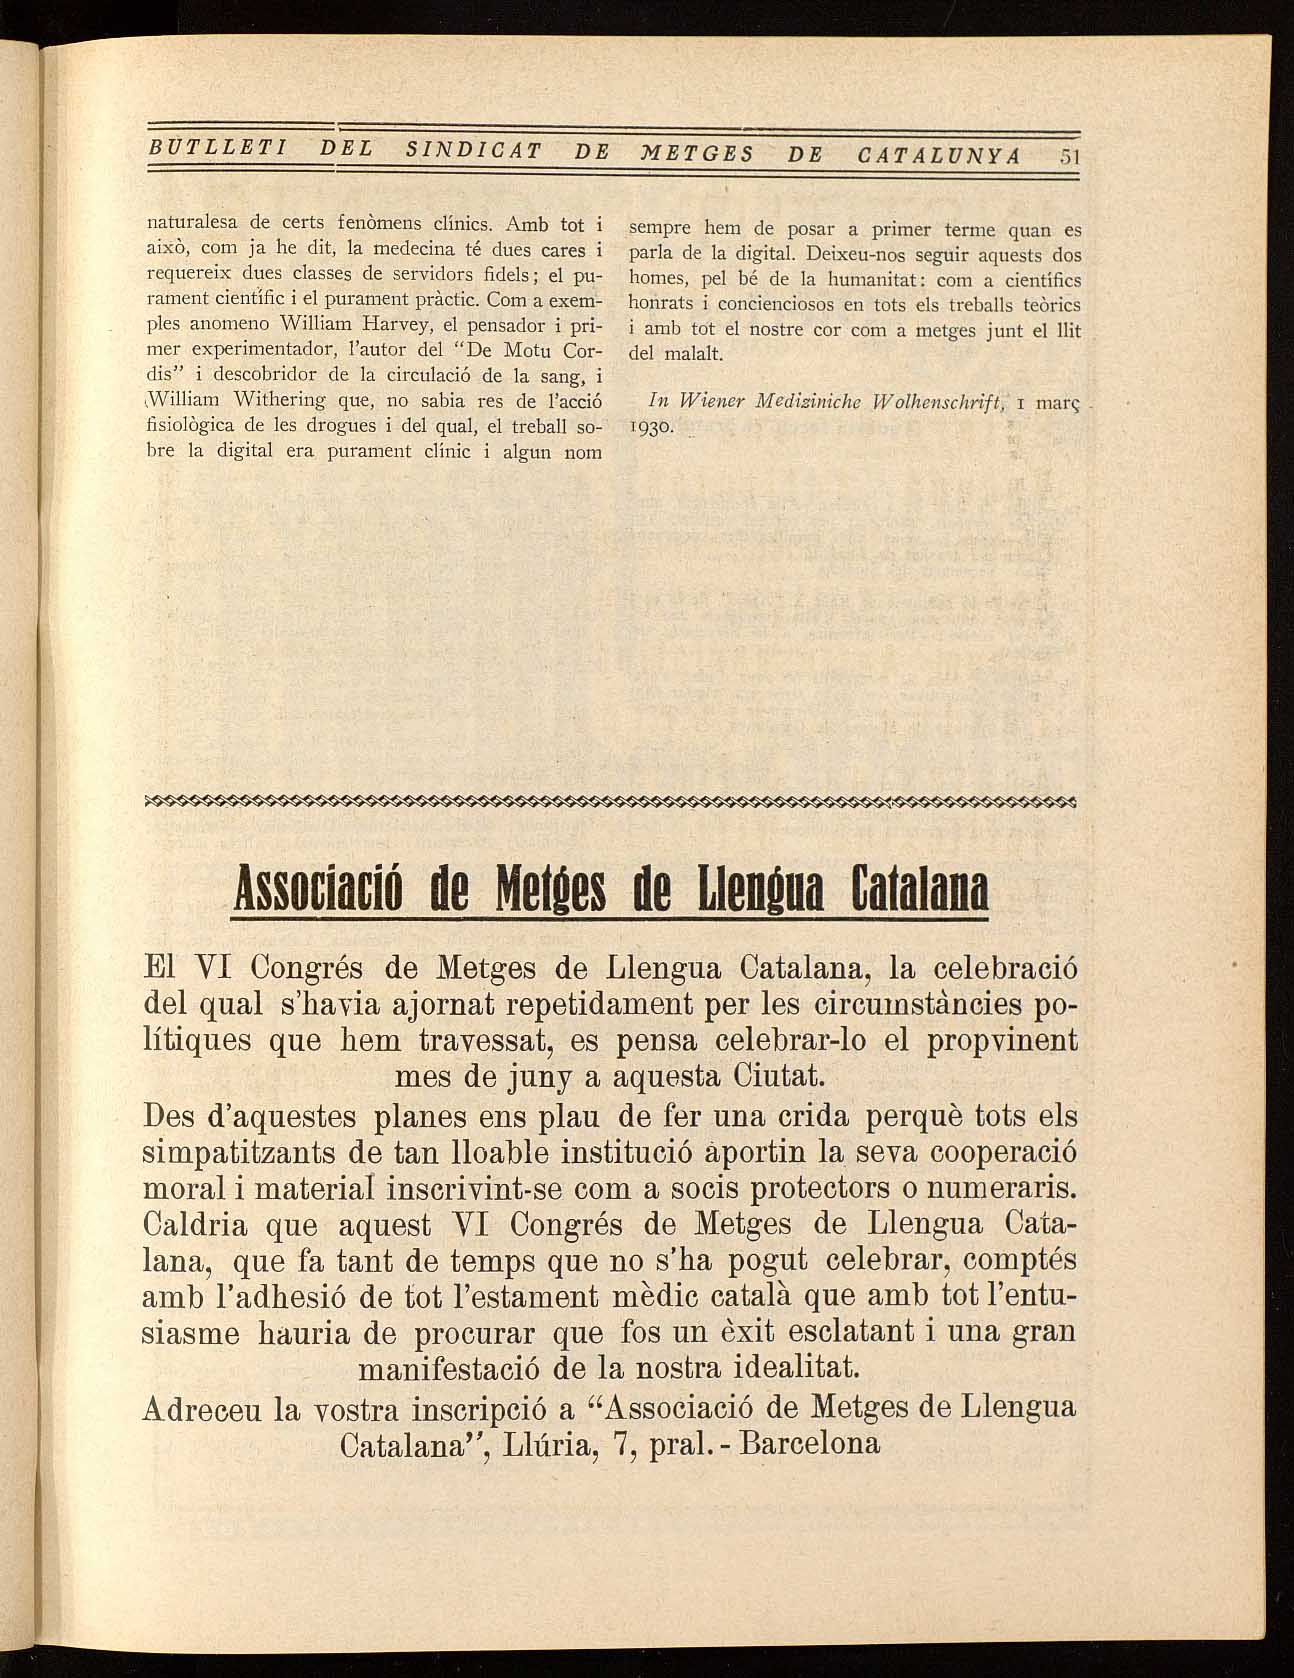 BUTLLETI DEL SINDICAT DE METGES DE CATALUNYA 51
naturalesa de certs fenòmens clínics. Amb tot i
això, com ja he dit, la medecina té dues cares i
requereix dues classes de servidors fidels; el pu-
rament científic i el purament pràctic. Com a exem-
ples anomeno William Harvey, el pensador i pri-
mer experimentador, l'autor del "De Motu Cor-
dis" i descobridor de la circulació de la sang, i
William Withering que, no sabia res de l'acció
fisiològica de les drogues i del qual, el treball so-
bre la digital era purament clínic i algun nom
sempre hem de posar a primer terme quan es
parla de la digital. Deixeu-nos seguir aquests dos
homes, pel bé de la humanitat: com a científics
honrats i concienciosos en tots els treballs teòrics
i amb tot el nostre cor com a metges junt el llit
del malalt.
In Wiener Mediziniche Wolhenschrift, 1 març
1930.
Associació de Metges de Llengua Catalana
El VI Congrés de Metges de Llengua Catalana, la celebració
del qual s'havia ajornat repetidament per les circumstàncies po-
lítiques que hem travessat, es pensa celebrar-lo el propvinent
mes de juny a aquesta Ciutat.
Des d'aquestes planes ens plau de fer una crida perquè tots els
simpatitzants de tan lloable institució aportin la seva cooperació
moral i material inscrivint-se com a socis protectors o numeraris.
Caldria que aquest VI Congrés de Metges de Llengua Cata-
lana, que fa tant de temps que no s'ha pogut celebrar, comptés
amb l'adhesió de tot l'estament mèdic català que amb tot l'entu-
siasme hauria de procurar que fos un èxit esclatant i una gran
manifestació de la nostra idealitat.
Adreceu la vostra inscripció a "Associació de Metges de Llengua
Catalana", Llúria, 7, pral. - Barcelona